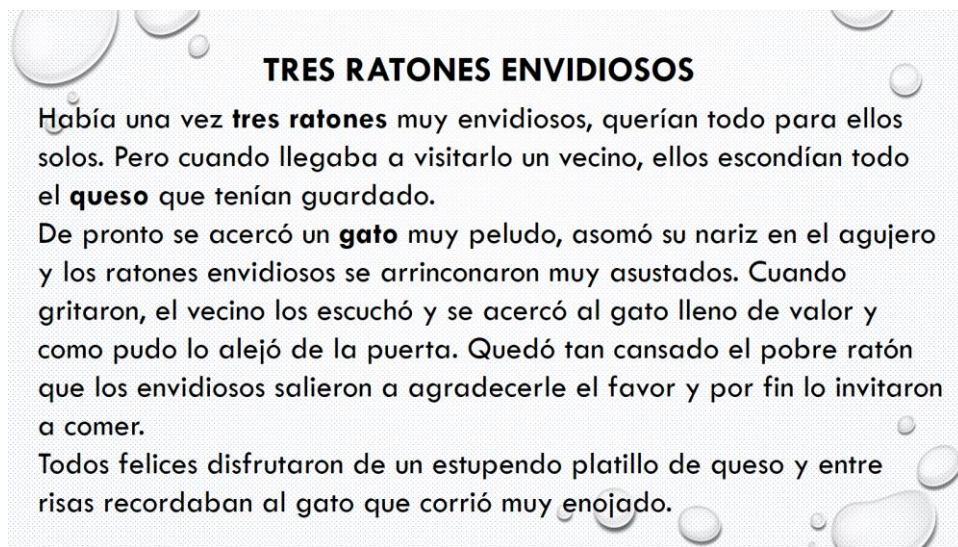 TRES RATONES ENVIDIOSOS
Había una vez tres ratones muy envidiosos, querían todo para ellos
solos. Pero cuando llegaba a visitarlo un vecino, ellos escondían todo
el queso que tenían guardado.
De pronto se acercó un gato muy peludo, asomó su nariz en el agujero
y los ratones envidiosos se arrinconaron muy asustados. Cuando
gritaron, el vecino los escuchó y se acercó al gato lleno de valor y
como pudo lo alejó de la puerta. Quedó tan cansado el pobre ratón
que los envidiosos salieron a agradecerle el favor y por fin lo invitaron
a comer.
Todos felices disfrutaron de un estupendo platillo de queso y entre
risas recordaban al gato que corrió muy enojado.